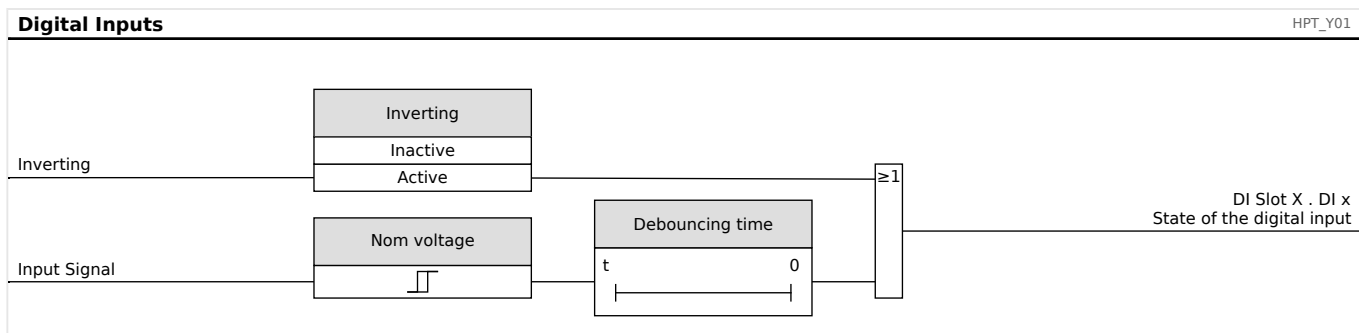 Digital Inputs
HPT_Y01
Inverting
Inactive
Inverting
Active
≥1
DI Slot X . DI x
State of the digital input
Debouncing time
Nom voltage
Input Signal
t 0